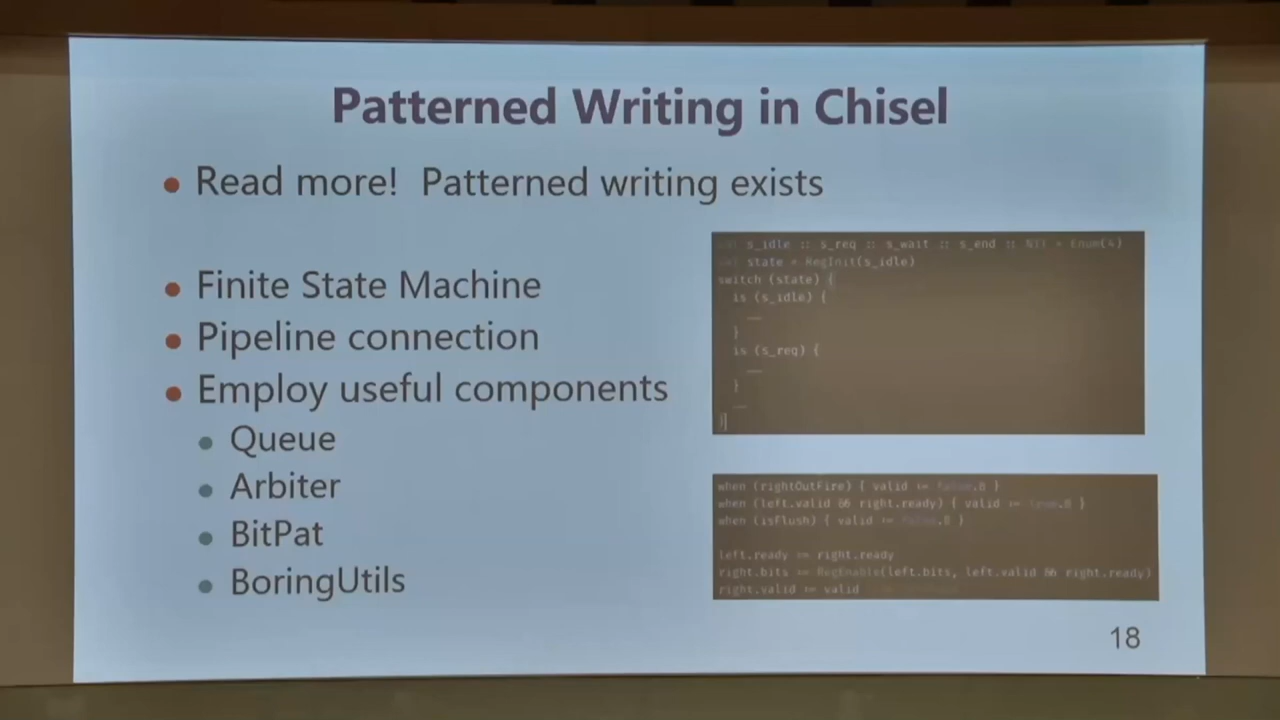 Patterned Writing in Chisel
Read more! Patterned writing exists
Finite State Machine
Pipeline connection
Employ useful components
Queue
Arbiter
BitPat
BoringUtils
s_idle :: s_req :: s_wait :: s_end :: Nil = Enum(4)
state = RegInit(s_idle)
switch (state) {
is (s_idle) {
}
is (s_req) {
}
}
when (rightOutFire) { valid := false.B }
when (left.valid && right.ready) { valid := true.B }
when (isFlush) { valid := false.B }
left.ready := right.ready
right.bits := RegEnable(left.bits, left.valid && right.ready)
right.valid := valid
18